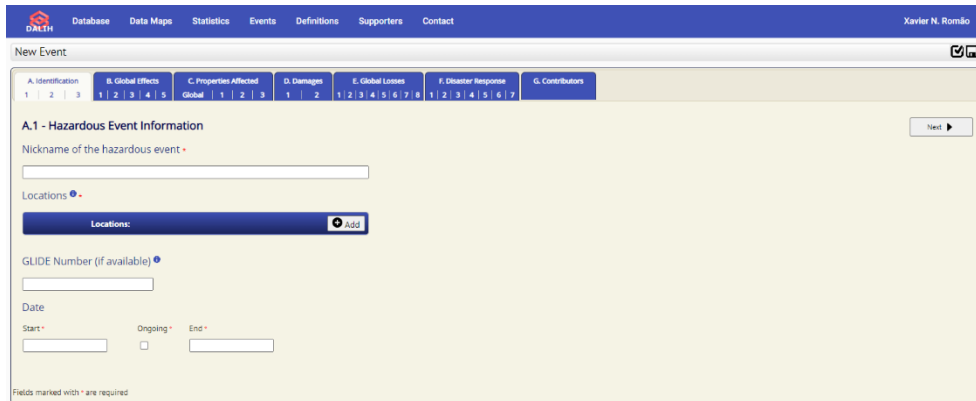 DALIH Database Data Maps Statistics Events Definitions Supporters Contact Xavier N. Romão
New Event
A. Identification B. Global Effects C. Properties Affected D. Damages E. Global Losses F. Disaster Response G. Contributors
1 | 2 | 3 1 | 2 | 3 | 4 | 5 Global | 1 | 2 | 3 1 | 2 1 | 2 | 3 | 4 | 5 | 6 | 7 | 8 1 | 2 | 3 | 4 | 5 | 6 | 7
A.1 - Hazardous Event Information
Next
Nickname of the hazardous event *
Locations *
Locations: Add
GLIDE Number (if available)
Date
Start * Ongoing * End *
Fields marked with * are required